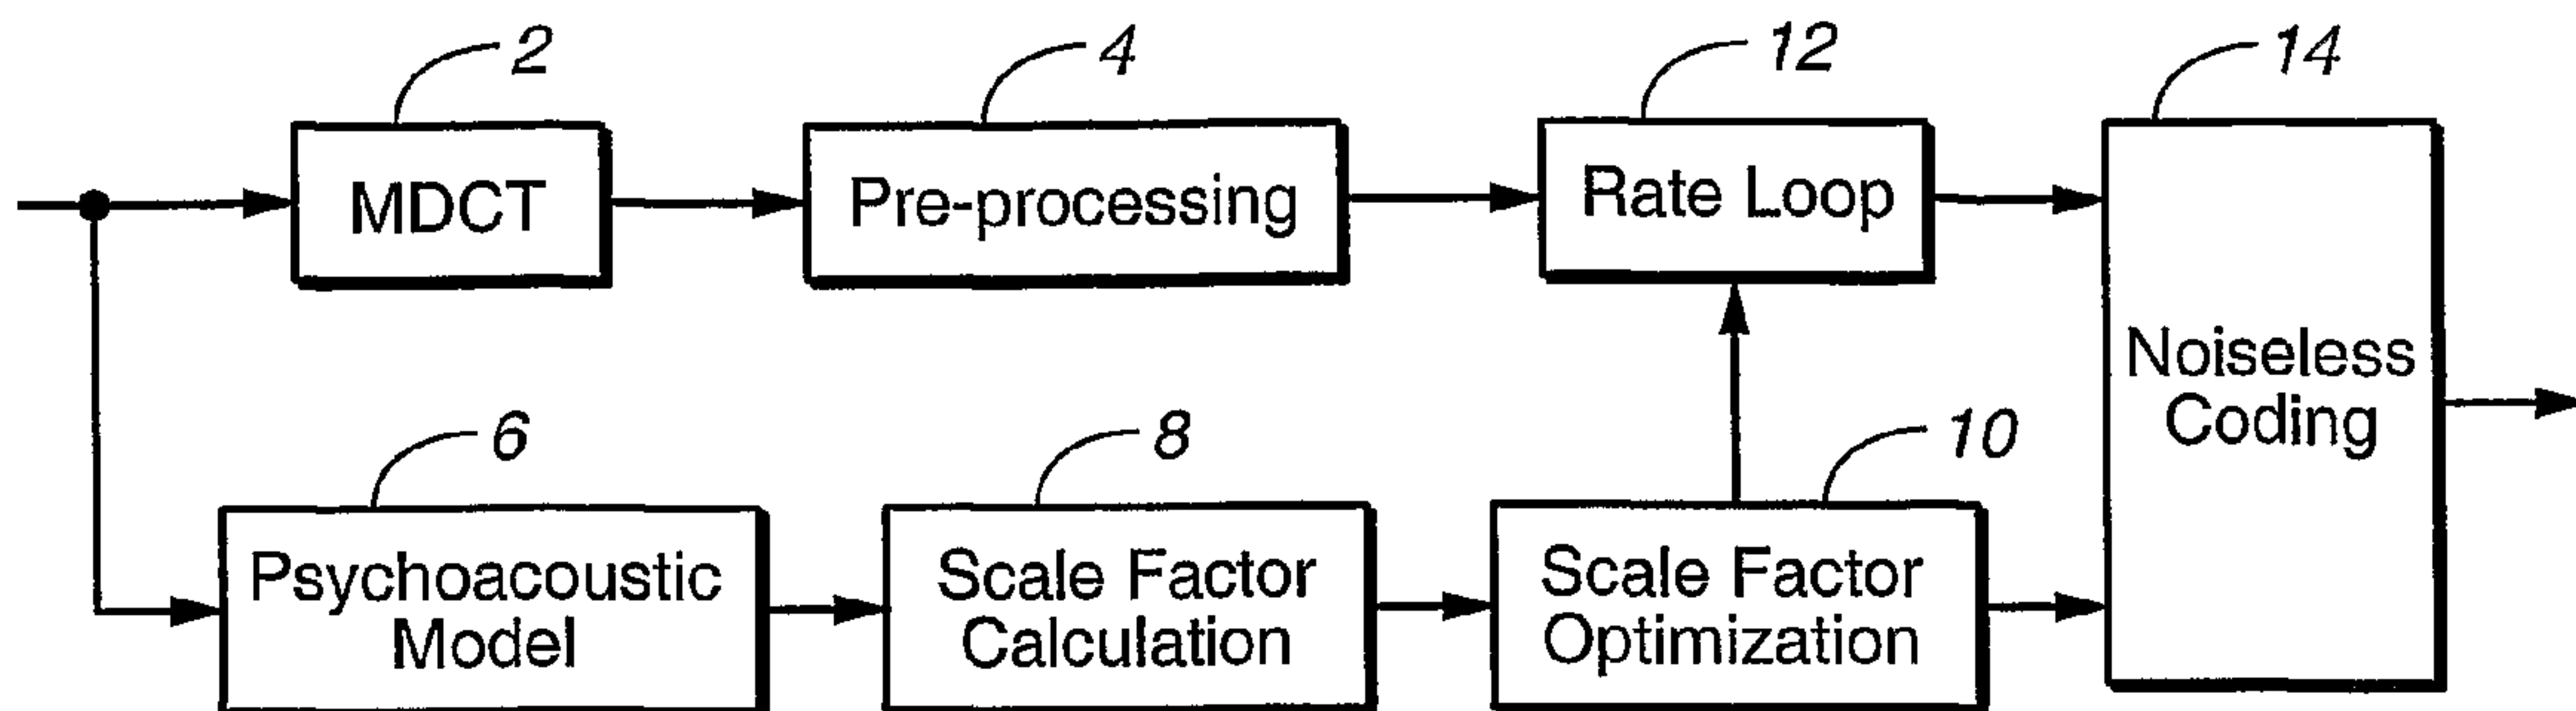 2
4
12
14
MDCT
Pre-processing
Rate Loop
Noiseless
Coding
6
8
10
Psychoacoustic
Model
Scale Factor
Calculation
Scale Factor
Optimization